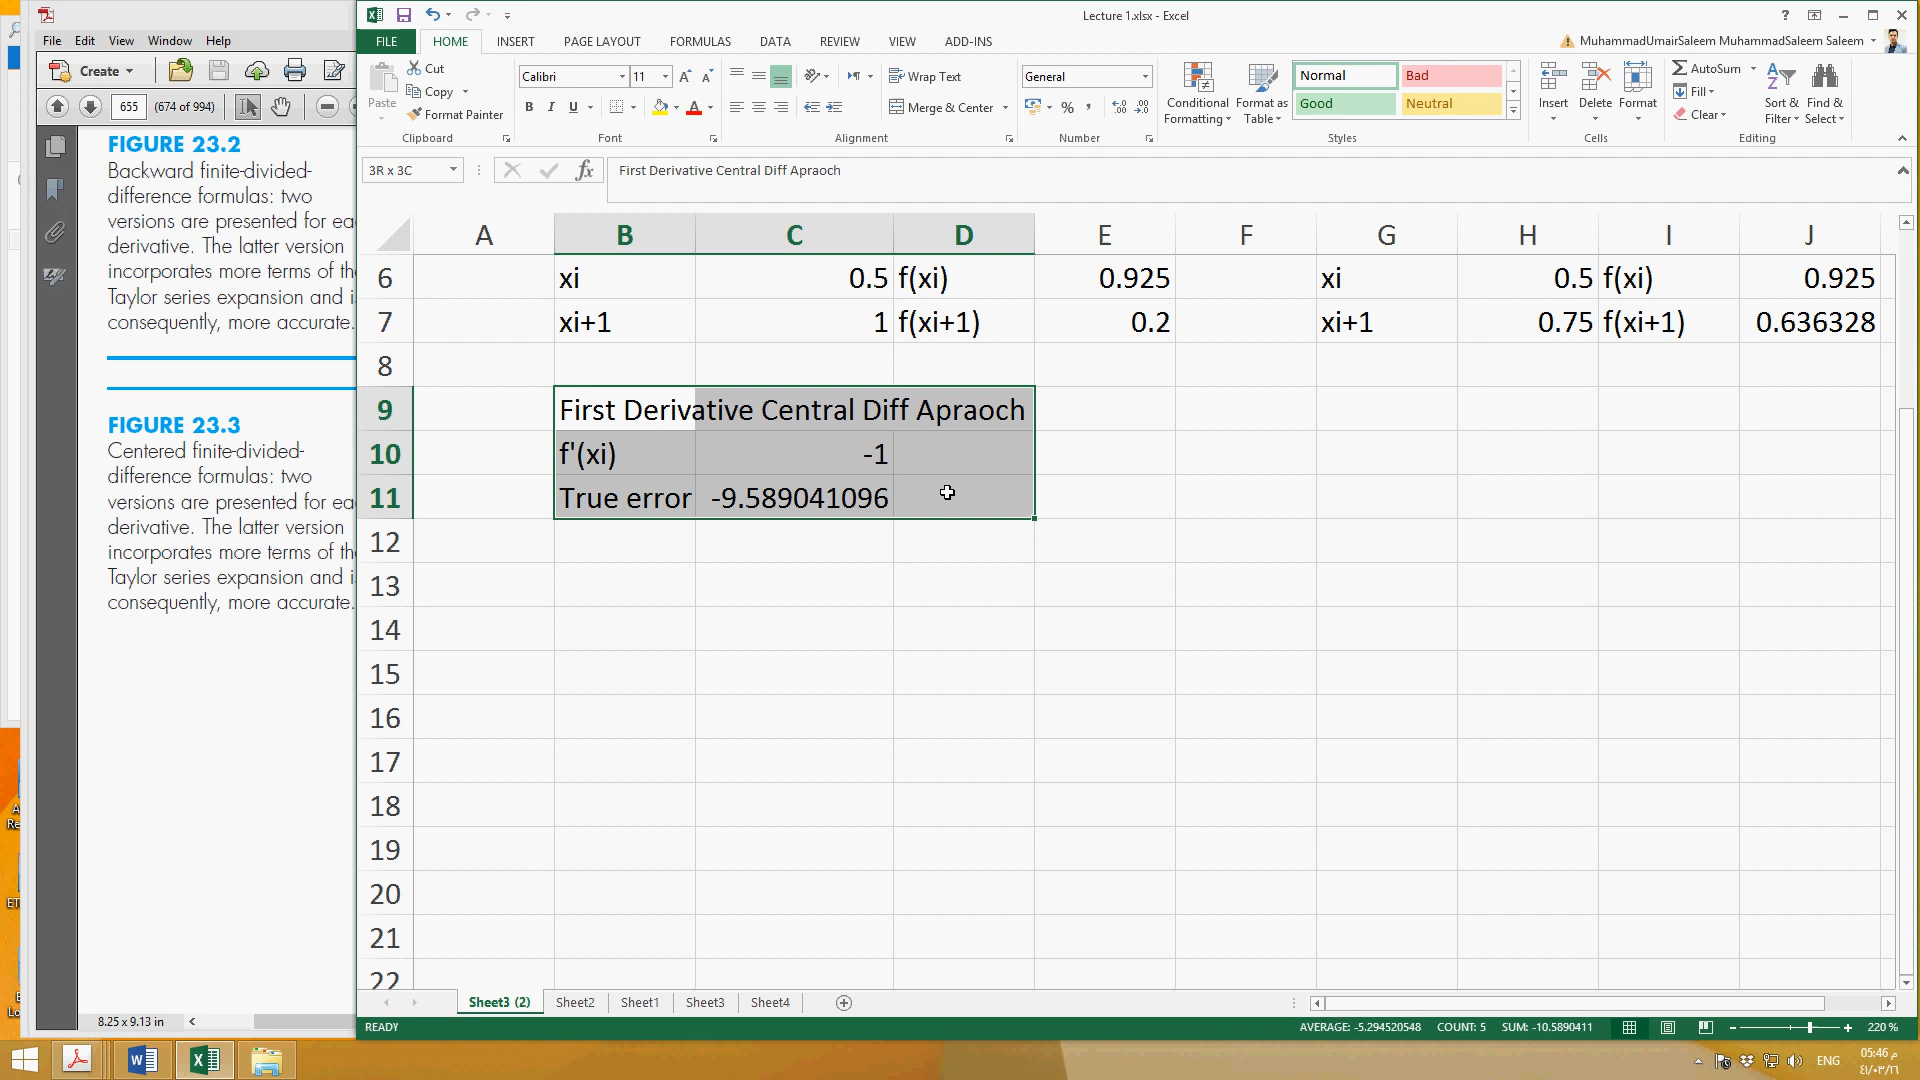 Lecture 1.xlsx - Excel
File Edit View Window Help
FILE HOME INSERT PAGE LAYOUT FORMULAS DATA REVIEW VIEW ADD-INS
MuhammadUmairSaleem MuhammadSaleem Saleem
Create
Paste
Cut
Copy
Format Painter
Clipboard
Calibri 11
B I U
Font
Wrap Text
Merge & Center
Alignment
General
Number
Conditional Formatting
Format as Table
Normal Bad
Good Neutral
Styles
Insert Delete Format
Cells
AutoSum
Fill
Clear
Sort & Filter
Find & Select
Editing
655 (674 of 994)
3R x 3C
First Derivative Central Diff Apraoch
FIGURE 23.2
Backward finite-divided-
difference formulas: two
versions are presented for ea
derivative. The latter version
incorporates more terms of th
Taylor series expansion and i
consequently, more accurate.
FIGURE 23.3
Centered finite-divided-
difference formulas: two
versions are presented for ea
derivative. The latter version
incorporates more terms of th
Taylor series expansion and i
consequently, more accurate.
8.25 x 9.13 in
A B C D E F G H I J
6 xi 0.5 f(xi) 0.925 xi 0.5 f(xi) 0.925
7 xi+1 1 f(xi+1) 0.2 xi+1 0.75 f(xi+1) 0.636328
8
9 First Derivative Central Diff Apraoch
10 f'(xi) -1
11 True error -9.589041096
12
13
14
15
16
17
18
19
20
21
22
Sheet3 (2) Sheet2 Sheet1 Sheet3 Sheet4
READY
AVERAGE: -5.294520548 COUNT: 5 SUM: -10.5890411
220 %
ENG
05:46 م
٤١/٠٣/٢٦